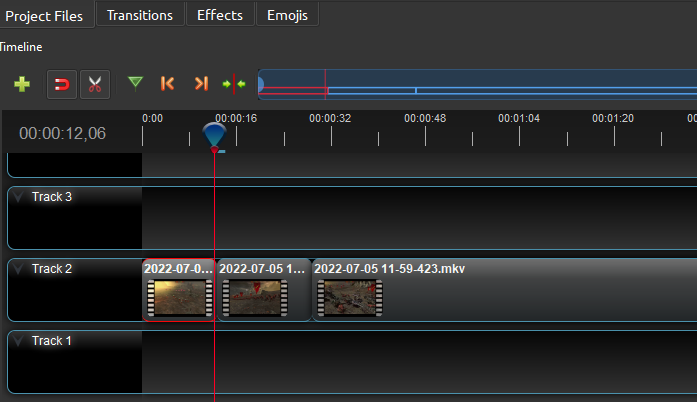 Project Files Transitions Effects Emojis
Timeline
00:00:12,06
0:00 00:00:16 00:00:32 00:00:48 00:01:04 00:01:20
Track 3
Track 2
2022-07-0... 2022-07-05 1... 2022-07-05 11-59-423.mkv
Track 1